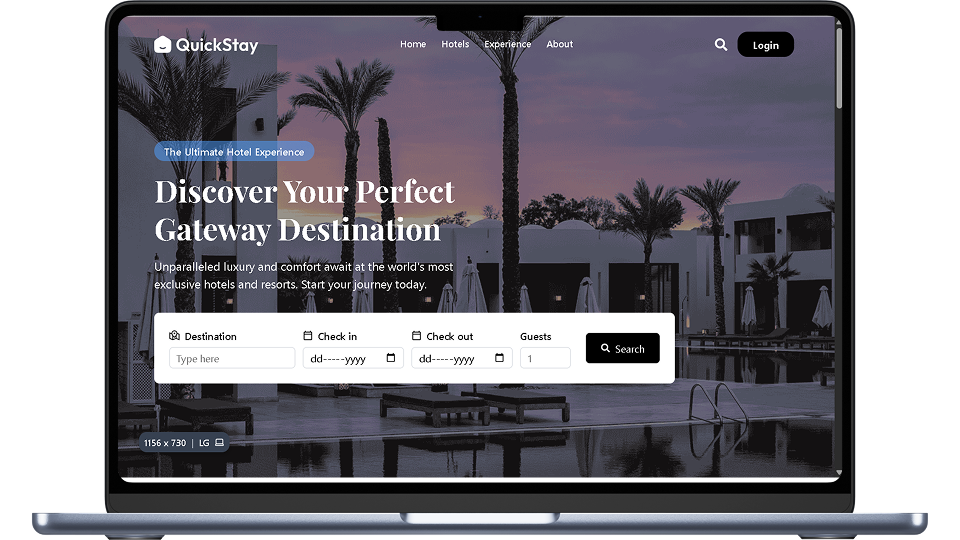 QuickStay
Home Hotels Experience About
Login
The Ultimate Hotel Experience
Discover Your Perfect
Gateway Destination
Unparalleled luxury and comfort await at the world's most
exclusive hotels and resorts. Start your journey today.
Destination Check in Check out Guests
Type here dd-----yyyy dd-----yyyy 1
Search
1156 x 730 | LG